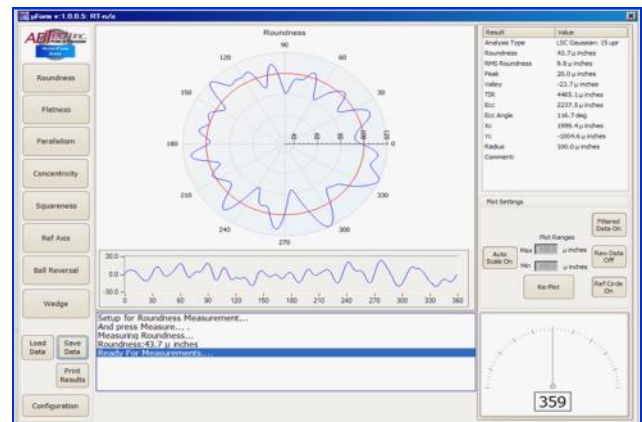 µForm v:1.0.0.5: RT-n/o
ABTech inc.
Roundness
Flatness
Parallelism
Concentricity
Squareness
Ref Axis
Ball Reversal
Wedge
Load Data
Save Data
Print Results
Configuration
Roundness
90
120
60
150
30
180
0
210
330
240
300
270
40
60
80
100
120
30.0
0.0
-30.0
0 30 60 90 120 150 180 210 240 270 300 330 360
Setup for Roundness Measurement...
And press Measure... .
Measuring Roundness...
Roundness:43.7 µ inches
Ready For Measurements....
Result Value
Analysis Type LSC Gaussian: 15 upr
Roundness 43.7 µ inches
RMS Roundness 9.8 µ inches
Peak 20.0 µ inches
Valley -23.7 µ inches
TIR 4465.1 µ inches
Ecc 2237.5 µ inches
Ecc Angle 116.7 deg
Xc 1999.4 µ inches
Yc -1004.6 µ inches
Radius 100.0 µ inches
Comment:
Plot Settings
Filtered Data On
Plot Ranges
Auto Scale On
Max µ inches
Min µ inches
Raw Data Off
Re-Plot
Ref Circle On
359